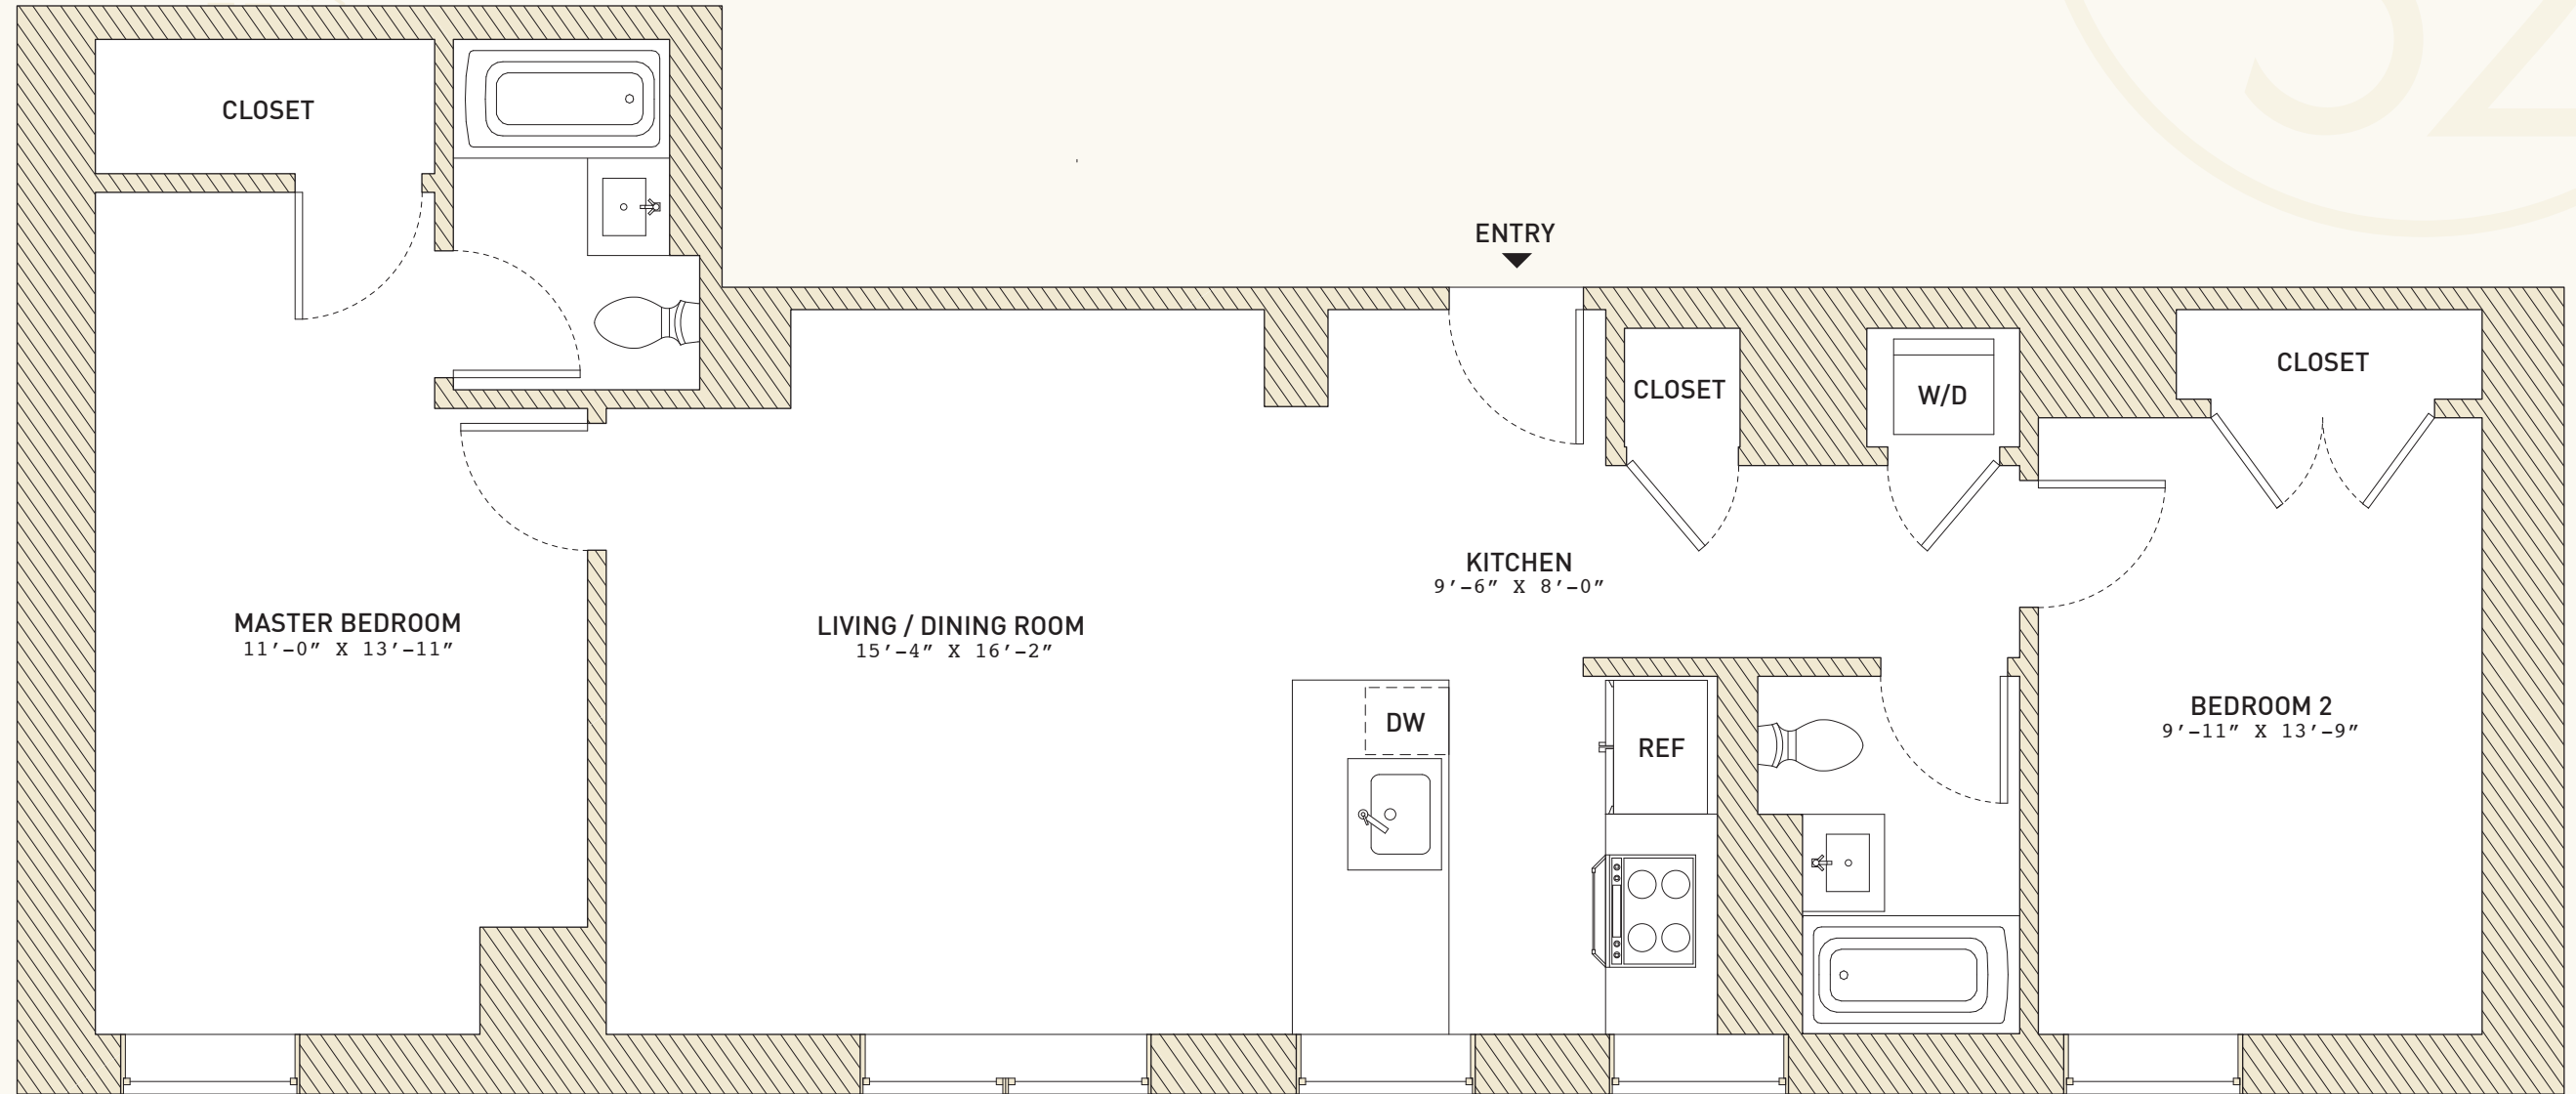 CLOSET
ENTRY
CLOSET
W/D
CLOSET
KITCHEN
9′–6″ X 8′–0″
MASTER BEDROOM
11′–0″ X 13′–11″
LIVING / DINING ROOM
15′–4″ X 16′–2″
DW
REF
BEDROOM 2
9′–11″ X 13′–9″